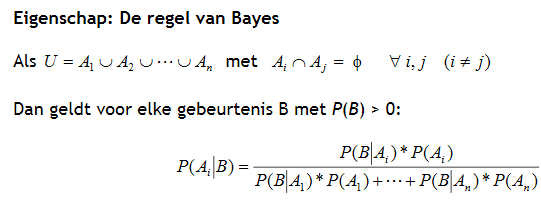 Eigenschap: De regel van Bayes
Als U = A₁ ∪ A₂ ∪ ⋯ ∪ Aₙ met Aᵢ ∩ Aⱼ = ϕ ∀ i, j (i ≠ j)
Dan geldt voor elke gebeurtenis B met P(B) > 0:
P(Aᵢ|B) = P(B|Aᵢ) * P(Aᵢ) / P(B|A₁) * P(A₁) + ⋯ + P(B|Aₙ) * P(Aₙ)